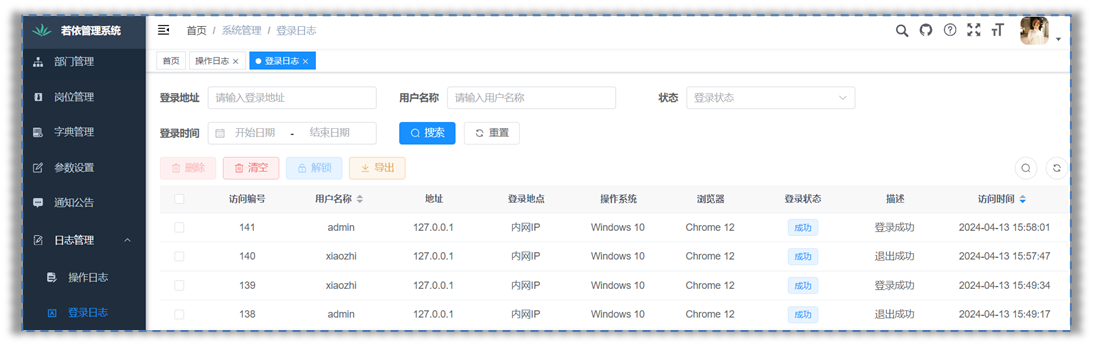 若依管理系统
首页 / 系统管理 / 登录日志
部门管理
首页 操作日志 × 登录日志 ×
岗位管理
登录地址 请输入登录地址 用户名称 请输入用户名称 状态 登录状态
字典管理
登录时间 开始日期 - 结束日期 搜索 重置
参数设置
删除 清空 解锁 导出
通知公告
访问编号 用户名称 地址 登录地点 操作系统 浏览器 登录状态 描述 访问时间
日志管理
141 admin 127.0.0.1 内网IP Windows 10 Chrome 12 成功 登录成功 2024-04-13 15:58:01
140 xiaozhi 127.0.0.1 内网IP Windows 10 Chrome 12 成功 退出成功 2024-04-13 15:57:47
操作日志
139 xiaozhi 127.0.0.1 内网IP Windows 10 Chrome 12 成功 登录成功 2024-04-13 15:49:34
登录日志
138 admin 127.0.0.1 内网IP Windows 10 Chrome 12 成功 退出成功 2024-04-13 15:49:17